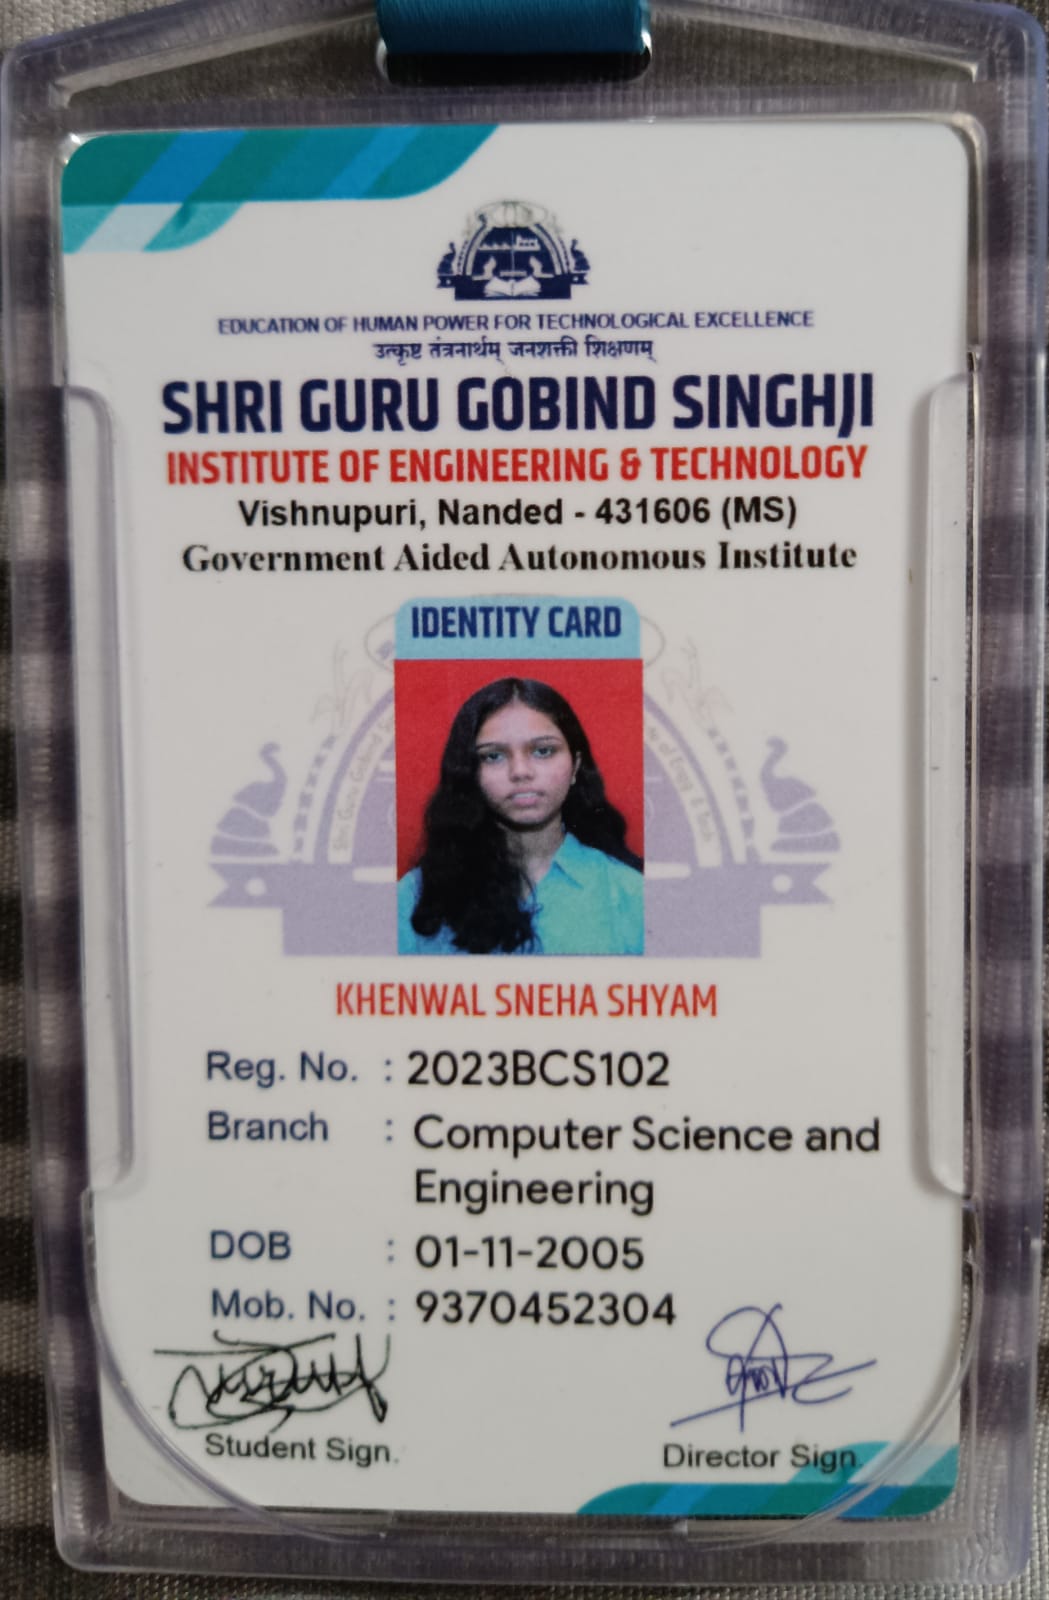 EDUCATION OF HUMAN POWER FOR TECHNOLOGICAL EXCELLENCE
उत्कृष्ट तंत्रनार्थम् जनशक्ती शिक्षणम्
SHRI GURU GOBIND SINGHJI
INSTITUTE OF ENGINEERING & TECHNOLOGY
Vishnupuri, Nanded - 431606 (MS)
Government Aided Autonomous Institute
IDENTITY CARD
KHENWAL SNEHA SHYAM
Reg. No. : 2023BCS102
Branch : Computer Science and
Engineering
DOB : 01-11-2005
Mob. No. : 9370452304
Student Sign.
Director Sign.